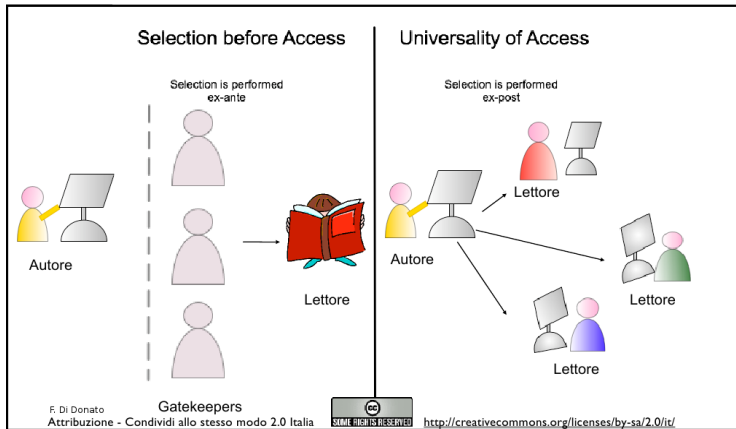 Selection before Access
Selection is performed
ex-ante
Autore
Lettore
Gatekeepers
Universality of Access
Selection is performed
ex-post
Lettore
Autore
Lettore
Lettore
F. Di Donato
Attribuzione - Condividi allo stesso modo 2.0 Italia
cc
SOME RIGHTS RESERVED
http://creativecommons.org/licenses/by-sa/2.0/it/